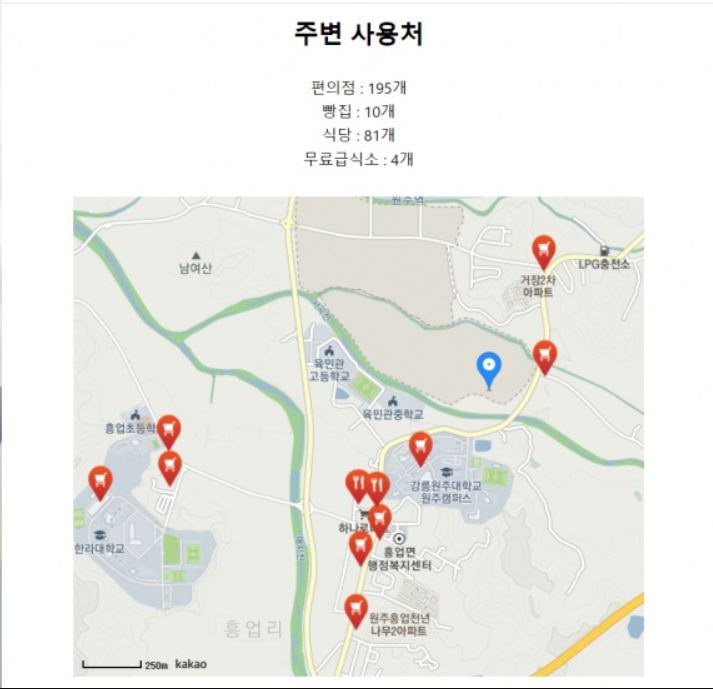 주변 사용처
편의점 : 195개
빵집 : 10개
식당 : 81개
무료급식소 : 4개
남여산
LPG충전소
거장2차
아파트
육민관
고등학교
육민관중학교
흥업초등학
강릉원주대학교
원주캠퍼스
하나로
흥업면
행정복지센터
한라대학교
매지천
원주흥업천년
나무2아파트
흥업리
250m kakao